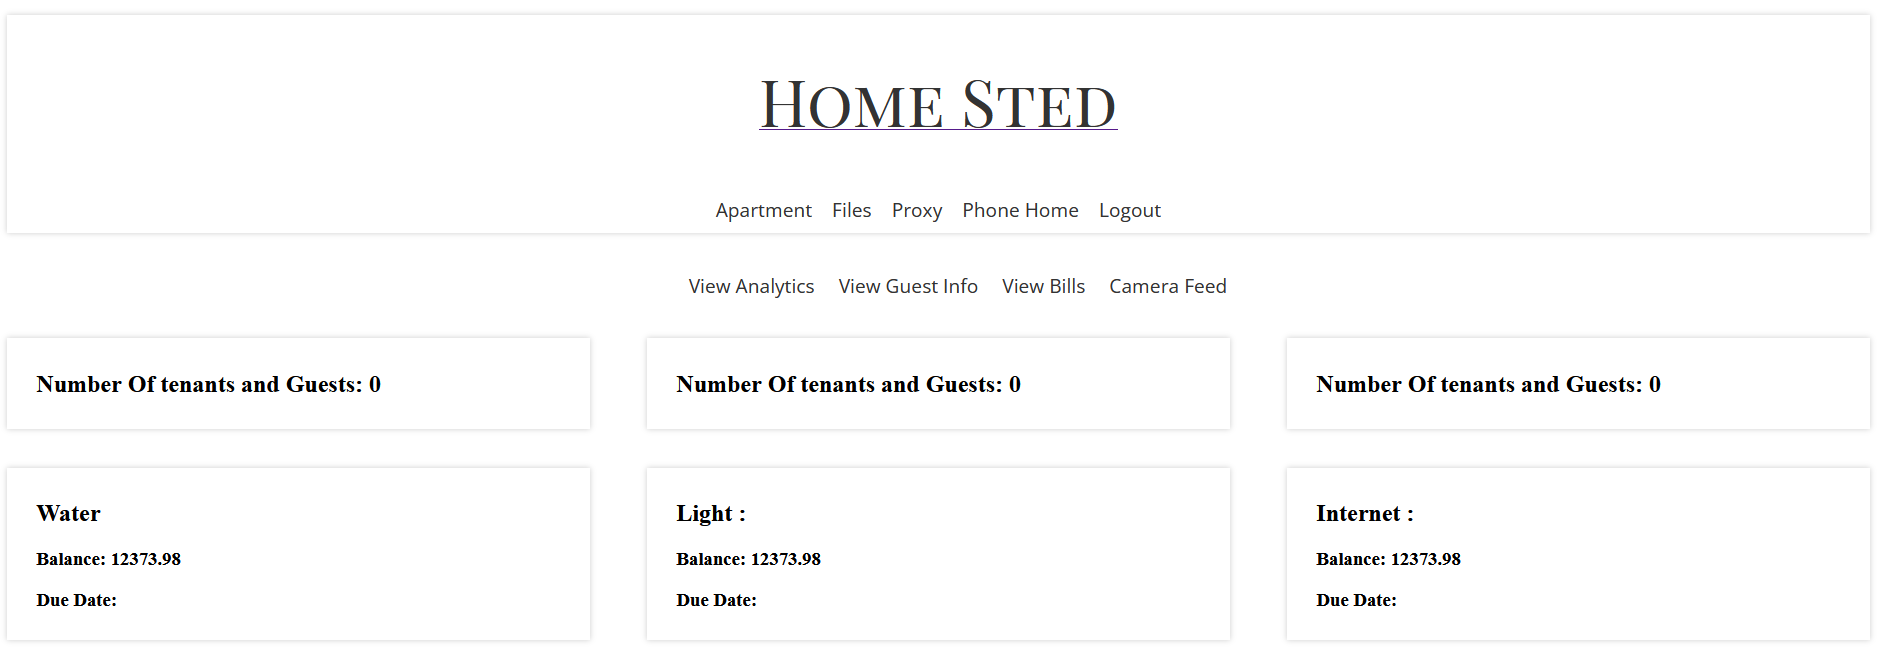 Home Sted
Apartment Files Proxy Phone Home Logout
View Analytics View Guest Info View Bills Camera Feed
Number Of tenants and Guests: 0
Number Of tenants and Guests: 0
Number Of tenants and Guests: 0
Water
Balance: 12373.98
Due Date:
Light :
Balance: 12373.98
Due Date:
Internet :
Balance: 12373.98
Due Date: